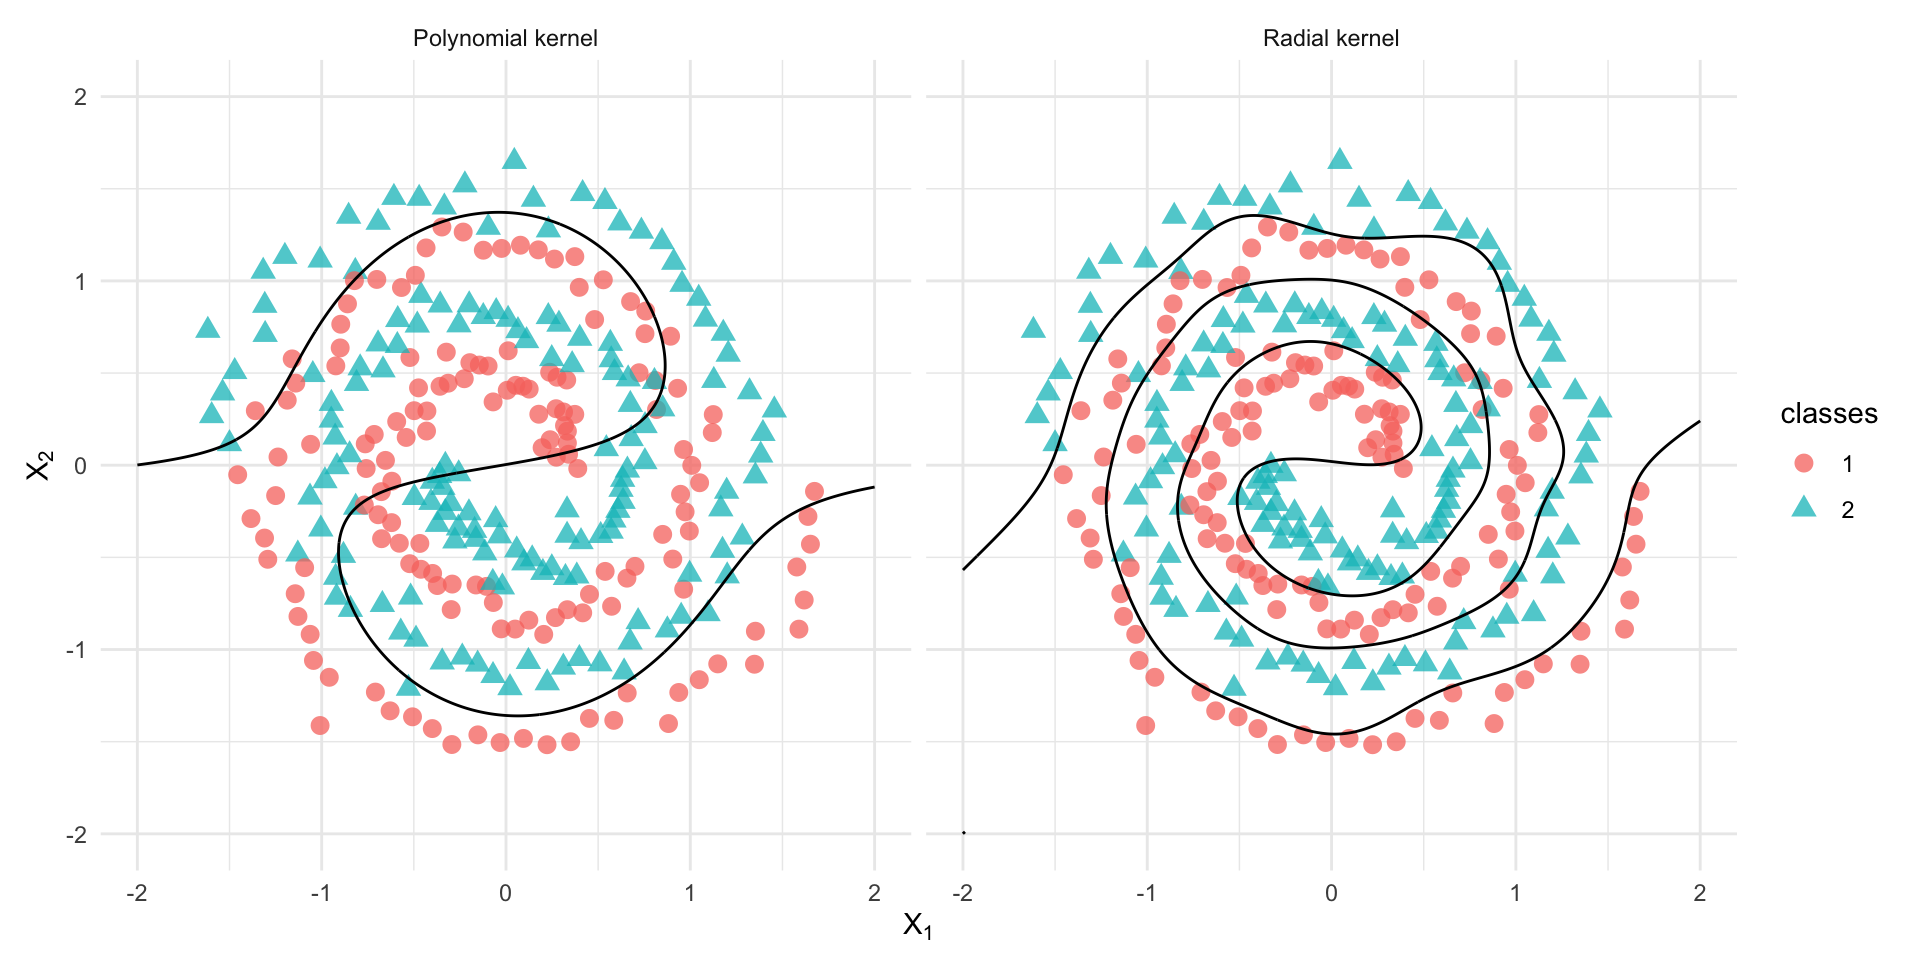 Polynomial kernel
Radial kernel
2
1
0
-1
-2
X₂
-2 -1 0 1 2
-2 -1 0 1 2
X₁
classes
1
2